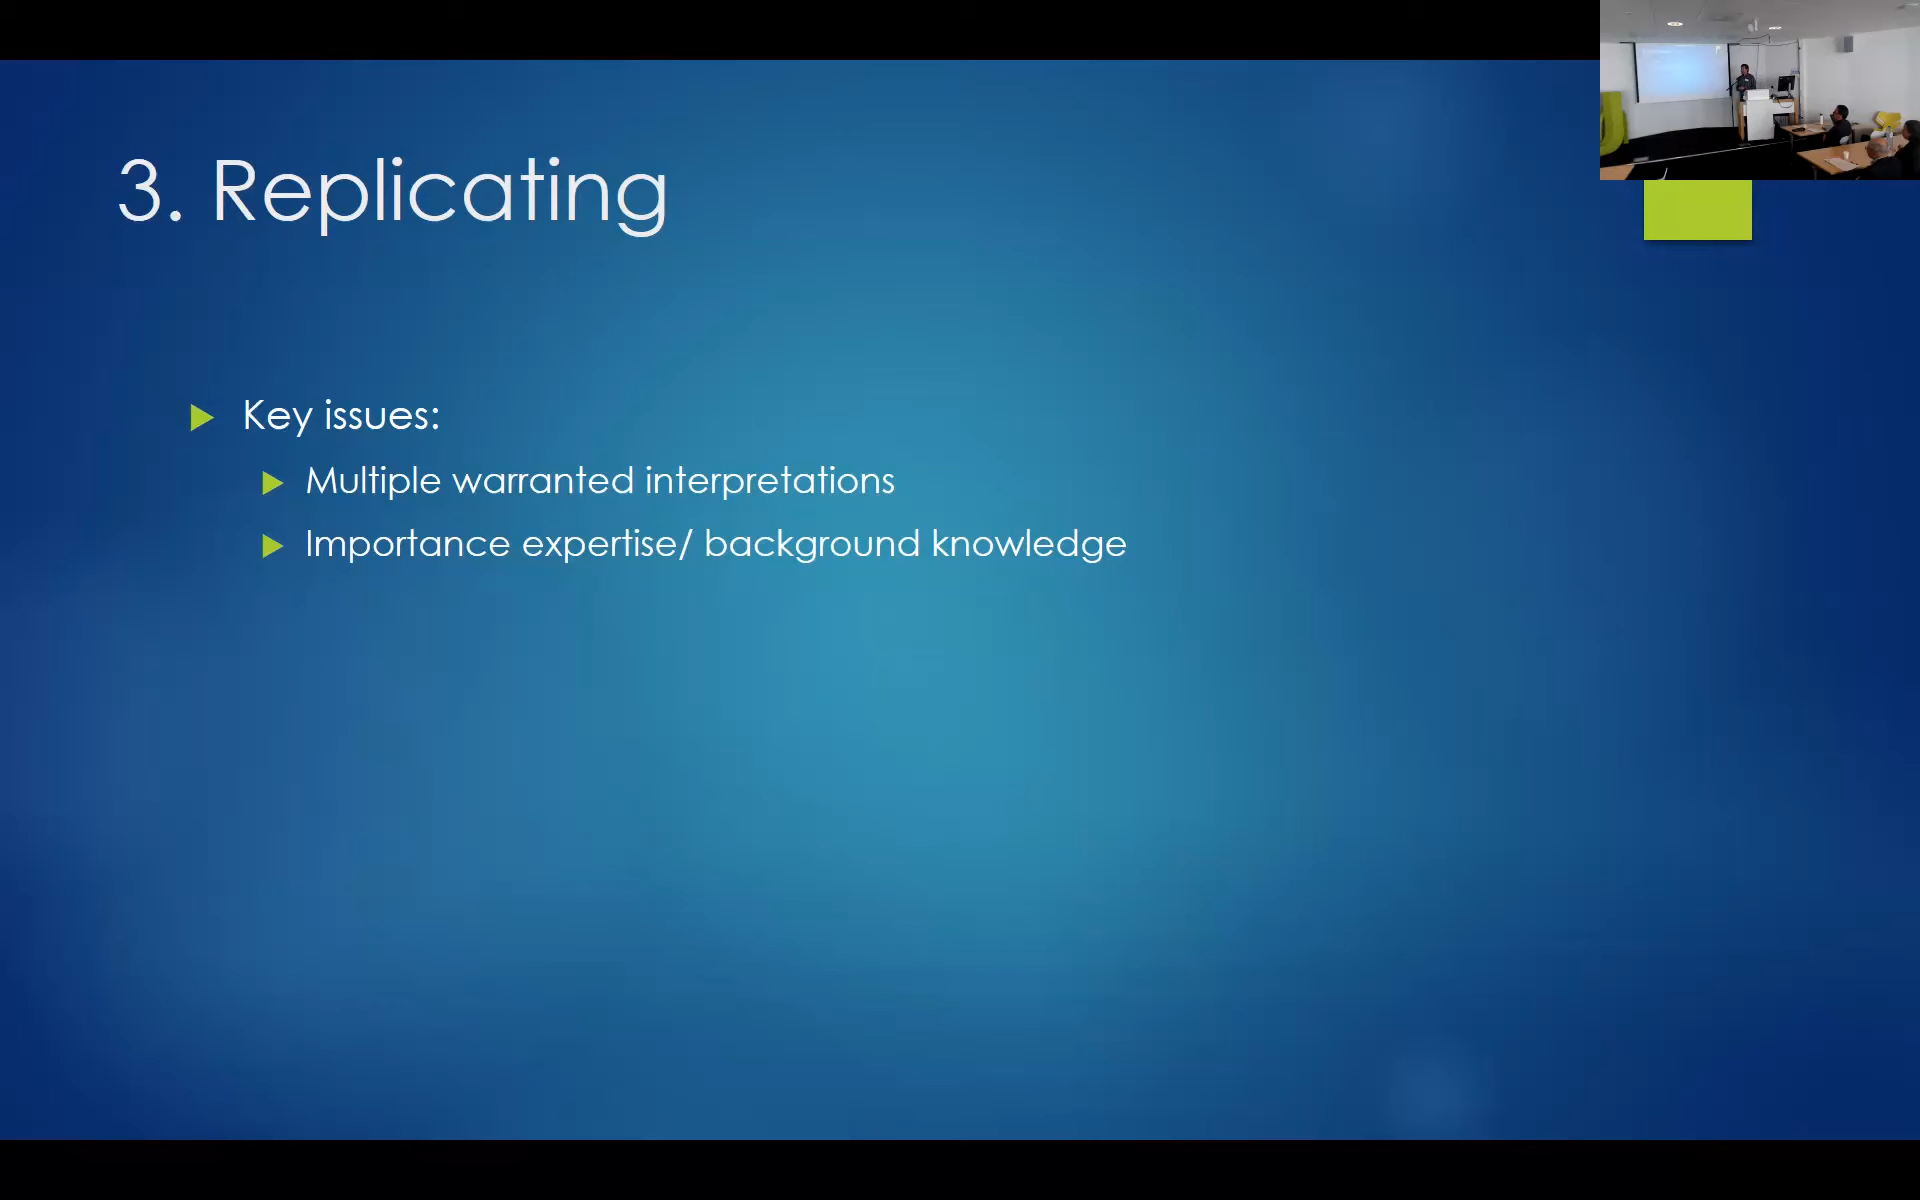 3. Replicating
Key issues:
Multiple warranted interpretations
Importance expertise/ background knowledge